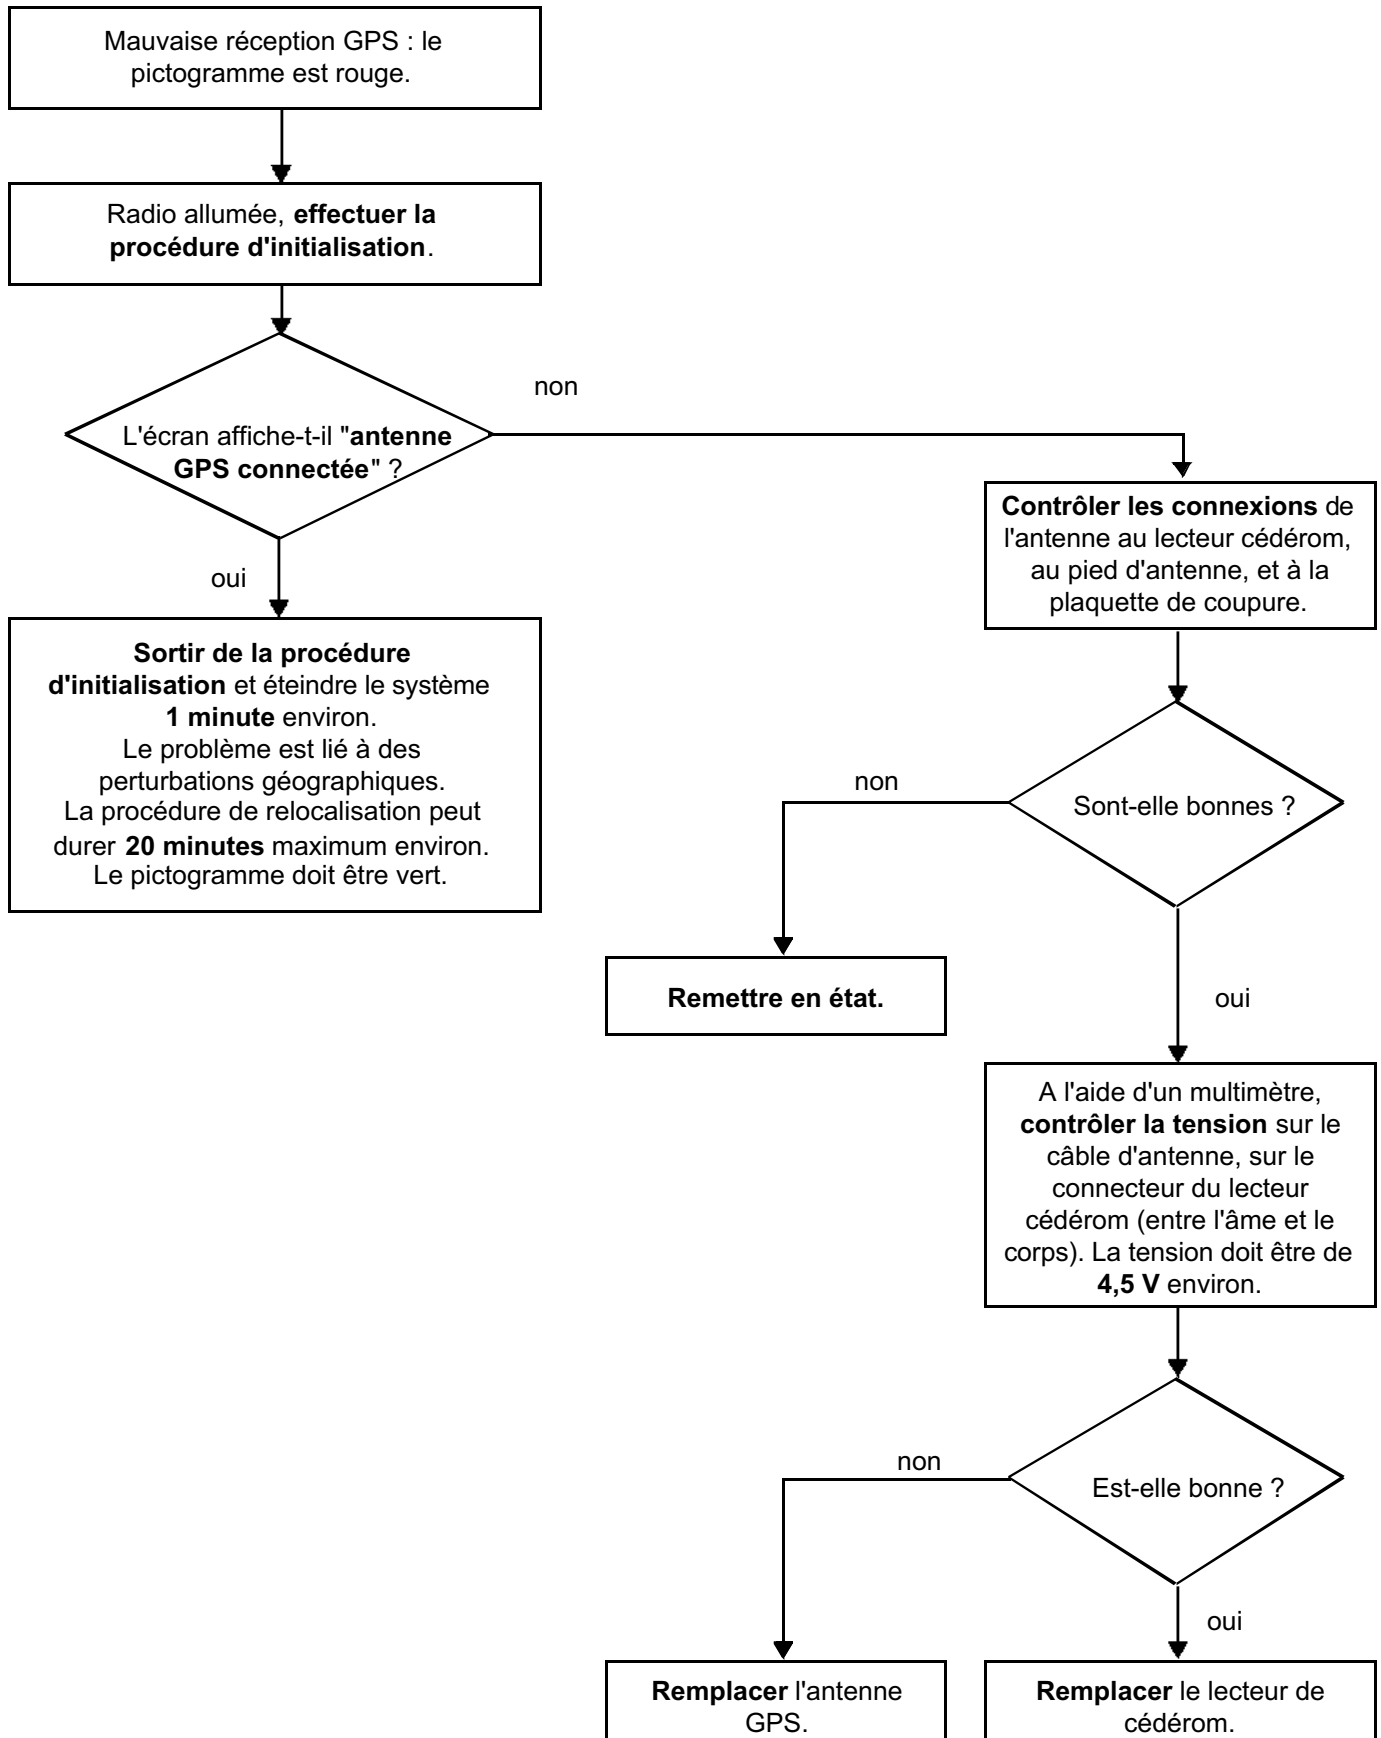 Mauvaise réception GPS : le
pictogramme est rouge.
Radio allumée, effectuer la
procédure d'initialisation.
L'écran affiche-t-il "antenne
GPS connectée" ?
non
oui
Sortir de la procédure
d'initialisation et éteindre le système
1 minute environ.
Le problème est lié à des
perturbations géographiques.
La procédure de relocalisation peut
durer 20 minutes maximum environ.
Le pictogramme doit être vert.
Contrôler les connexions de
l'antenne au lecteur cédérom,
au pied d'antenne, et à la
plaquette de coupure.
Sont-elle bonnes ?
non
Remettre en état.
oui
A l'aide d'un multimètre,
contrôler la tension sur le
câble d'antenne, sur le
connecteur du lecteur
cédérom (entre l'âme et le
corps). La tension doit être de
4,5 V environ.
Est-elle bonne ?
non
oui
Remplacer l'antenne
GPS.
Remplacer le lecteur de
cédérom.